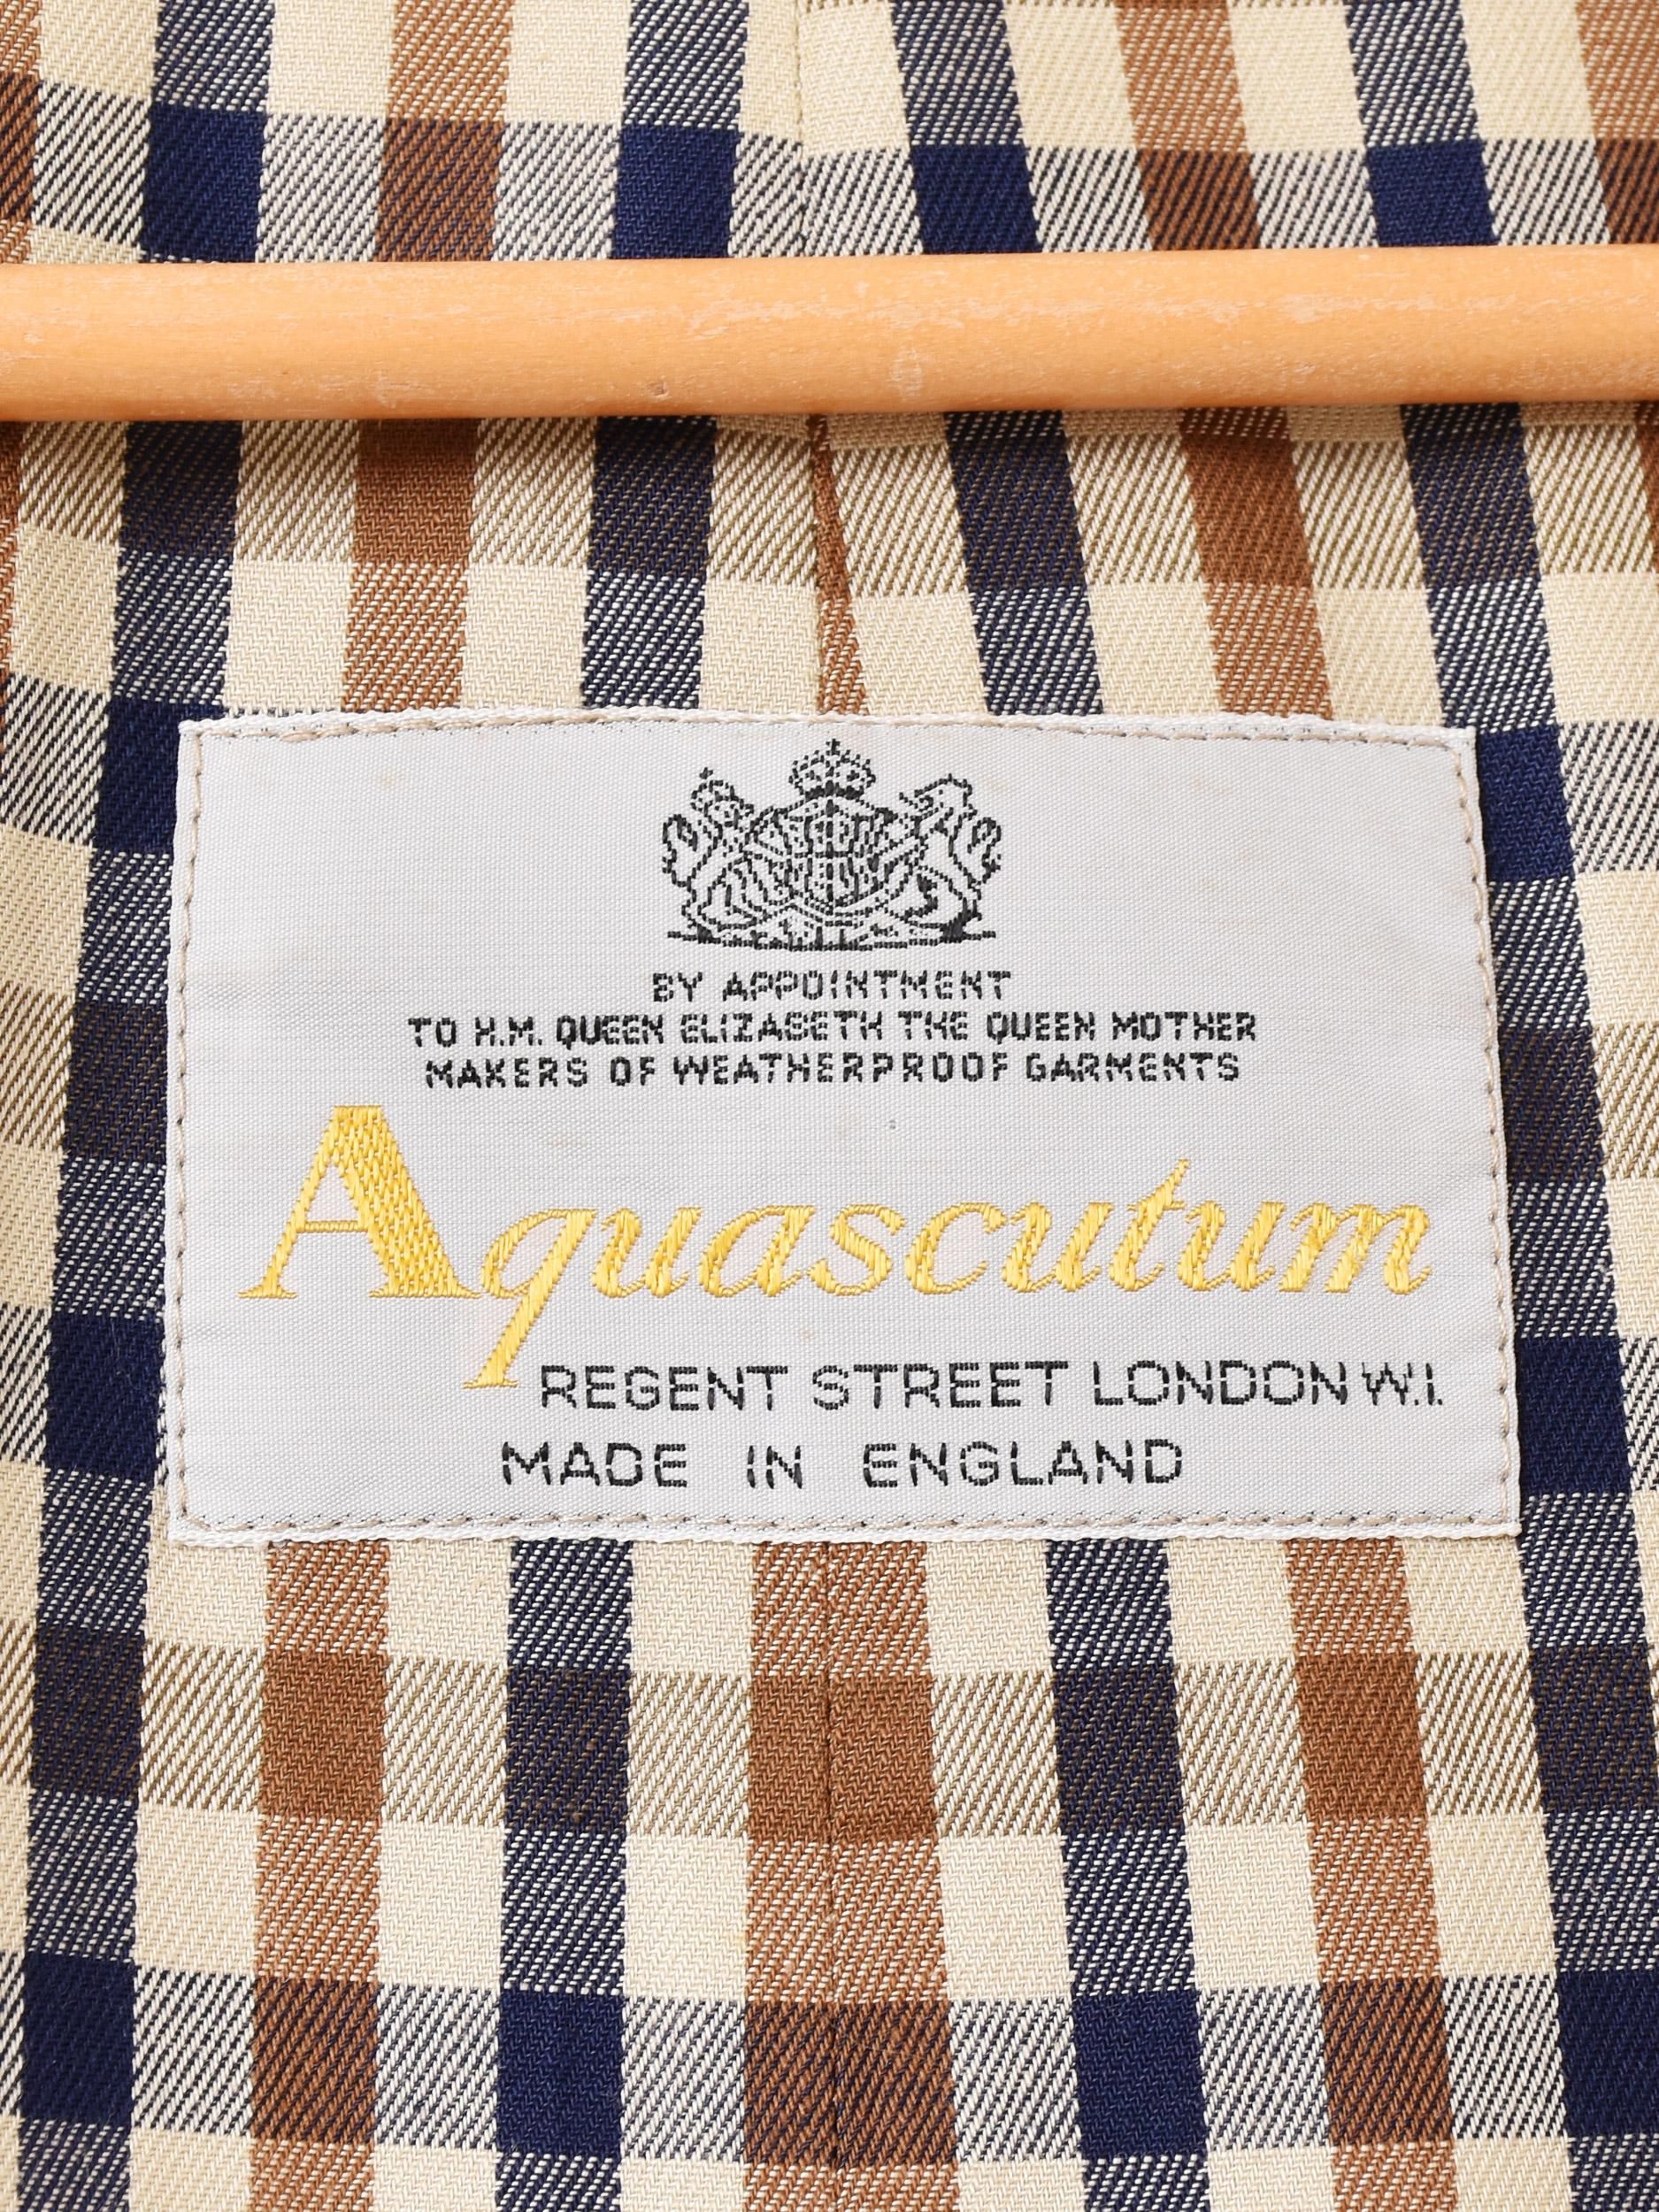 BY APPOINTMENT
TO H.M. QUEEN ELIZABETH THE QUEEN MOTHER
MAKERS OF WEATHERPROOF GARMENTS
Aquascutum
REGENT STREET LONDON W.I.
MADE IN ENGLAND